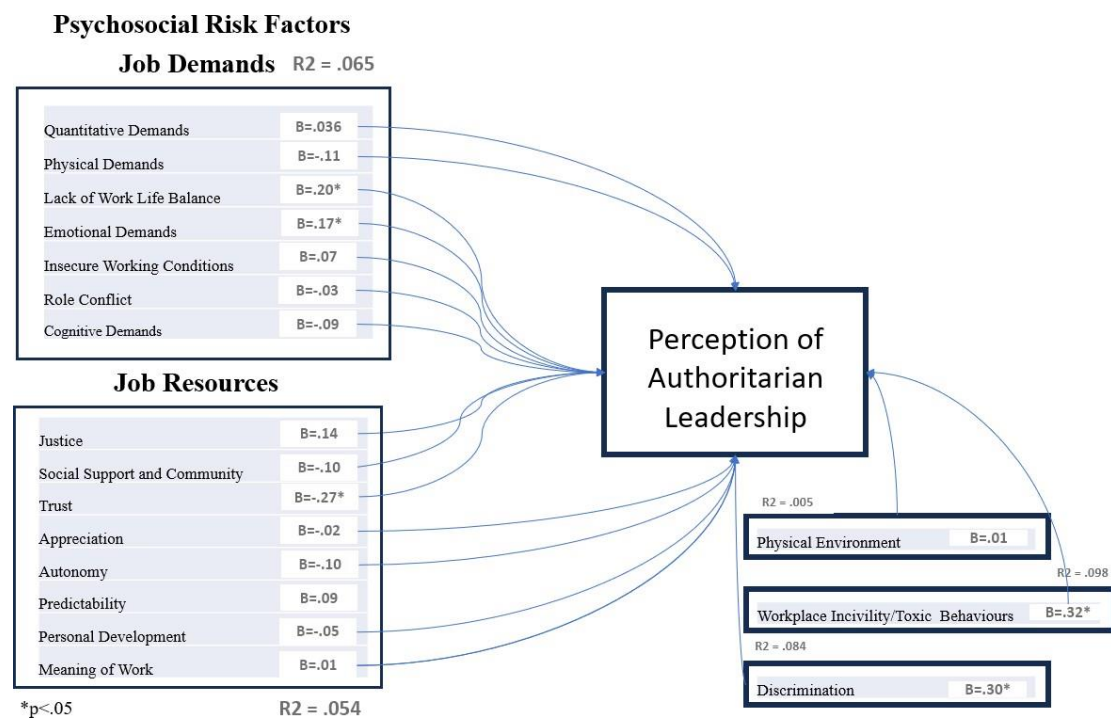 Psychosocial Risk Factors
Job Demands R2 = .065
Quantitative Demands B=.036
Physical Demands B=-.11
Lack of Work Life Balance B=.20*
Emotional Demands B=.17*
Insecure Working Conditions B=.07
Role Conflict B=-.03
Cognitive Demands B=-.09
Job Resources
Justice B=.14
Social Support and Community B=-.10
Trust B=-.27*
Appreciation B=-.02
Autonomy B=-.10
Predictability B=.09
Personal Development B=-.05
Meaning of Work B=.01
*p<.05 R2 = .054
Perception of
Authoritarian
Leadership
R2 = .005
Physical Environment B=.01
R2 = .098
Workplace Incivility/Toxic Behaviours B=.32*
R2 = .084
Discrimination B=.30*